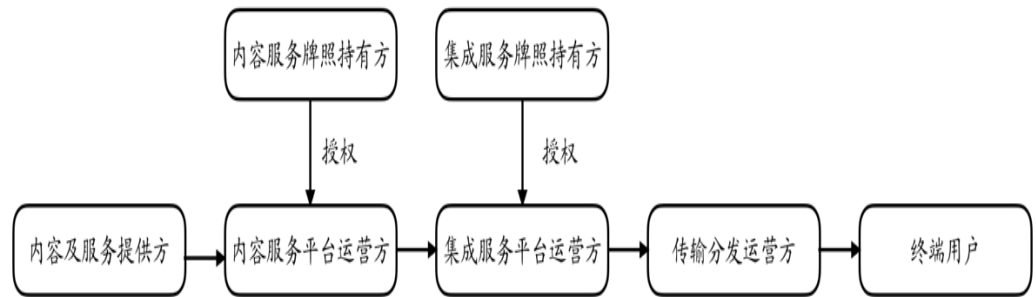 内容服务牌照持有方
集成服务牌照持有方
授权
授权
内容及服务提供方
内容服务平台运营方
集成服务平台运营方
传输分发运营方
终端用户